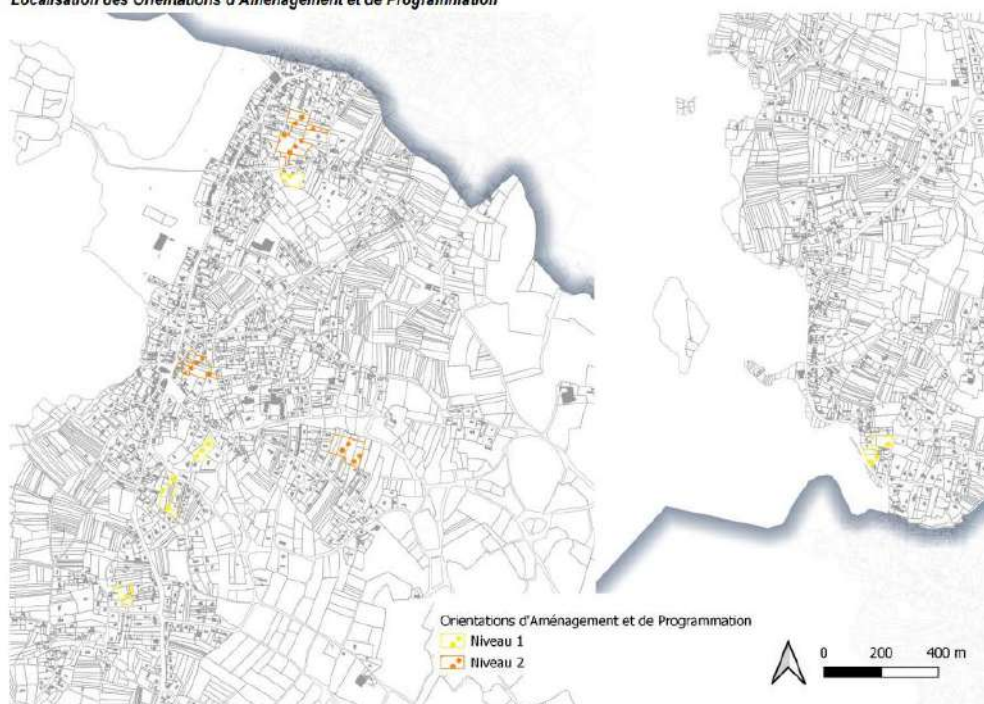 Localisation des Orientations d'Aménagement et de Programmation
Orientations d'Aménagement et de Programmation
Niveau 1
Niveau 2
0 200 400 m